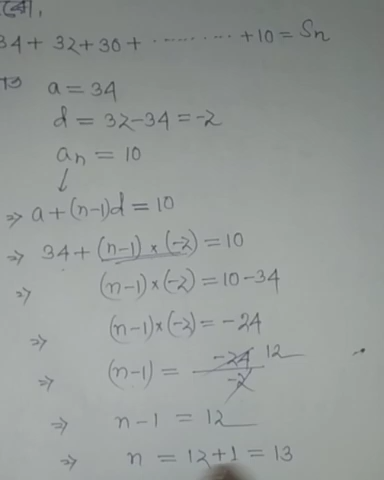 34 + 32 + 30 + ........... + 10 = Sn
a = 34
d = 32-34 = -2
an = 10
↓
⇒ a + (n-1)d = 10
⇒ 34 + (n-1) × (-2) = 10
⇒ (n-1) × (-2) = 10-34
⇒ (n-1) × (-2) = -24
⇒ (n-1) = -24/-2 12
⇒ n-1 = 12
⇒ n = 12+1 = 13